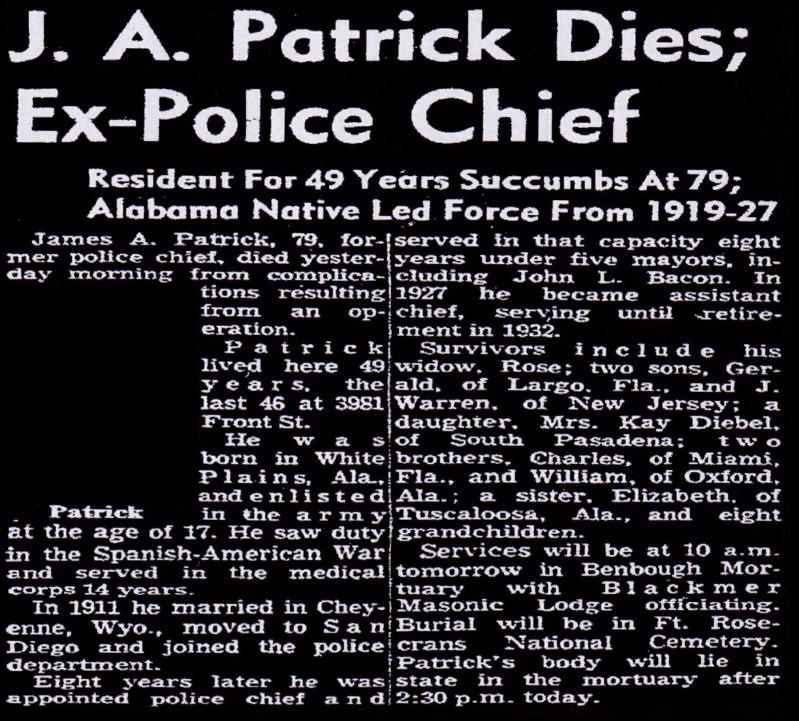 J. A. Patrick Dies;
Ex-Police Chief
Resident For 49 Years Succumbs At 79;
Alabama Native Led Force From 1919-27
James A. Patrick, 79, for-
mer police chief, died yester-
day morning from complica-
tions resulting
from an op-
eration.
Patrick
lived here 49
years, the
last 46 at 3981
Front St.
He was
born in White
Plains, Ala.,
and enlisted
Patrick
in the army
at the age of 17. He saw duty
in the Spanish-American War
and served in the medical
corps 14 years.
In 1911 he married in Chey-
enne, Wyo., moved to San
Diego and joined the police
department.
Eight years later he was
appointed police chief and
served in that capacity eight
years under five mayors, in-
cluding John L. Bacon. In
1927 he became assistant
chief, serving until retire-
ment in 1932.
Survivors include his
widow, Rose; two sons, Ger-
ald, of Largo, Fla., and J.
Warren, of New Jersey; a
daughter, Mrs. Kay Diebel,
of South Pasadena; two
brothers, Charles, of Miami,
Fla., and William, of Oxford,
Ala.; a sister, Elizabeth, of
Tuscaloosa, Ala., and eight
grandchildren.
Services will be at 10 a.m.
tomorrow in Benbough Mor-
tuary with Blackmer
Masonic Lodge officiating.
Burial will be in Ft. Rose-
crans National Cemetery.
Patrick's body will lie in
state in the mortuary after
2:30 p.m. today.